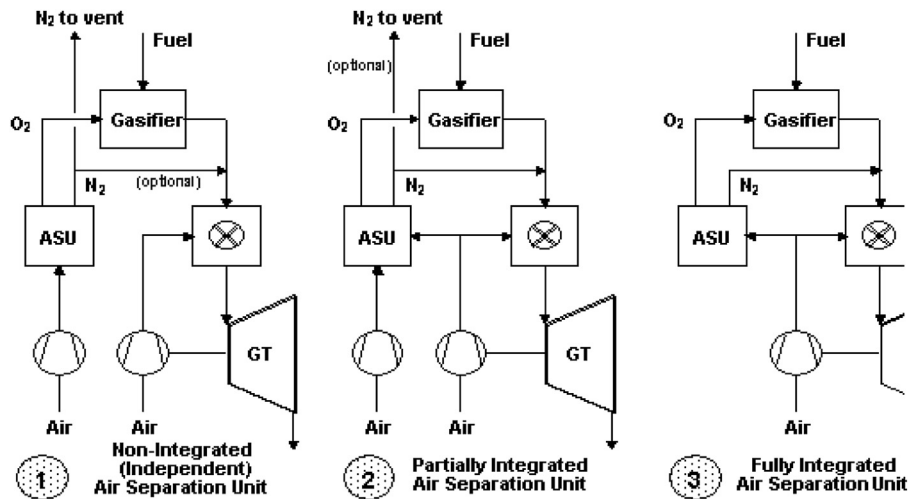 N2 to vent
Fuel
O2
Gasifier
N2
(optional)
ASU
GT
Air
Air
1
Non-Integrated
(Independent)
Air Separation Unit
N2 to vent
(optional)
Fuel
O2
Gasifier
N2
ASU
GT
Air
Air
2
Partially Integrated
Air Separation Unit
Fuel
O2
Gasifier
N2
ASU
Air
3
Fully Integrated
Air Separation Unit